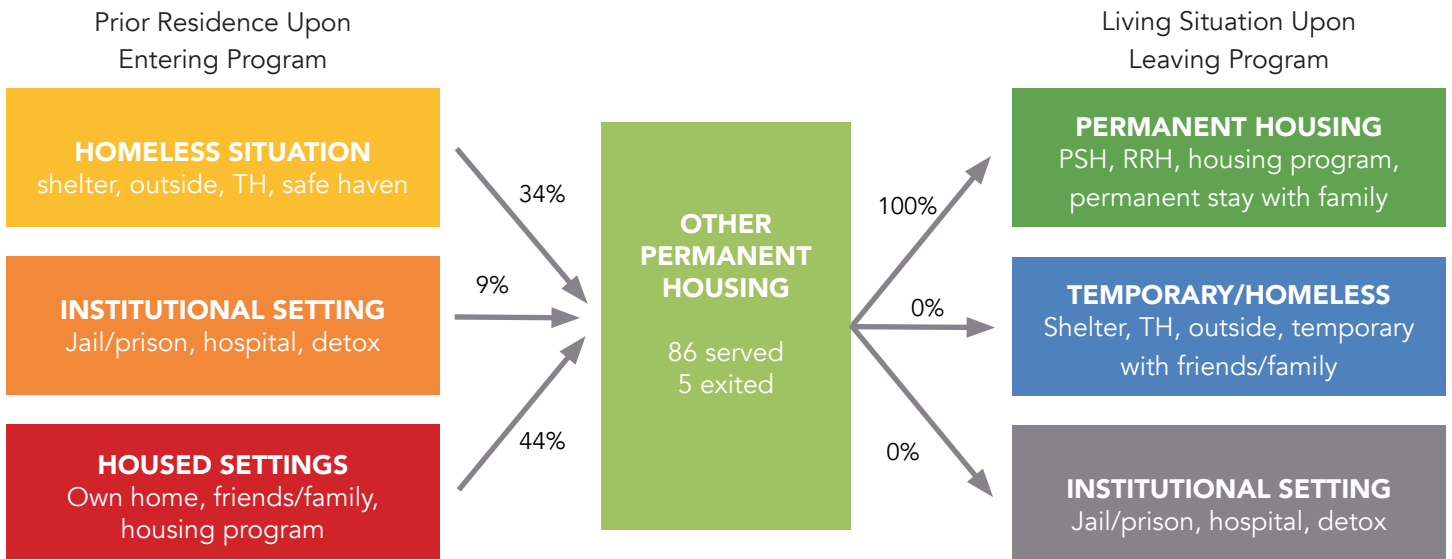 Prior Residence Upon
Entering Program
HOMELESS SITUATION
shelter, outside, TH, safe haven
INSTITUTIONAL SETTING
Jail/prison, hospital, detox
HOUSED SETTINGS
Own home, friends/family,
housing program
34%
9%
44%
OTHER
PERMANENT
HOUSING
86 served
5 exited
100%
0%
0%
Living Situation Upon
Leaving Program
PERMANENT HOUSING
PSH, RRH, housing program,
permanent stay with family
TEMPORARY/HOMELESS
Shelter, TH, outside, temporary
with friends/family
INSTITUTIONAL SETTING
Jail/prison, hospital, detox